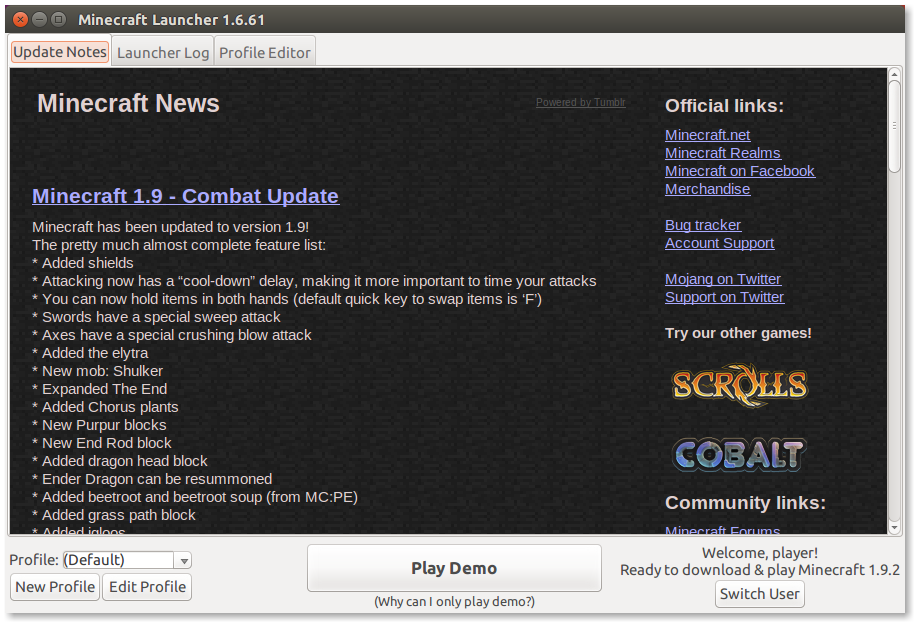 Minecraft Launcher 1.6.61
Update Notes
Launcher Log
Profile Editor
Minecraft News
Powered by Tumblr
Minecraft 1.9 - Combat Update
Minecraft has been updated to version 1.9!
The pretty much almost complete feature list:
* Added shields
* Attacking now has a “cool-down” delay, making it more important to time your attacks
* You can now hold items in both hands (default quick key to swap items is ‘F’)
* Swords have a special sweep attack
* Axes have a special crushing blow attack
* Added the elytra
* New mob: Shulker
* Expanded The End
* Added Chorus plants
* New Purpur blocks
* New End Rod block
* Added dragon head block
* Ender Dragon can be resummoned
* Added beetroot and beetroot soup (from MC:PE)
* Added grass path block
* Added igloos
Official links:
Minecraft.net
Minecraft Realms
Minecraft on Facebook
Merchandise
Bug tracker
Account Support
Mojang on Twitter
Support on Twitter
Try our other games!
SCROLLS
COBALT
Community links:
Minecraft Forums
Profile: (Default)
New Profile
Edit Profile
Play Demo
(Why can I only play demo?)
Welcome, player!
Ready to download & play Minecraft 1.9.2
Switch User